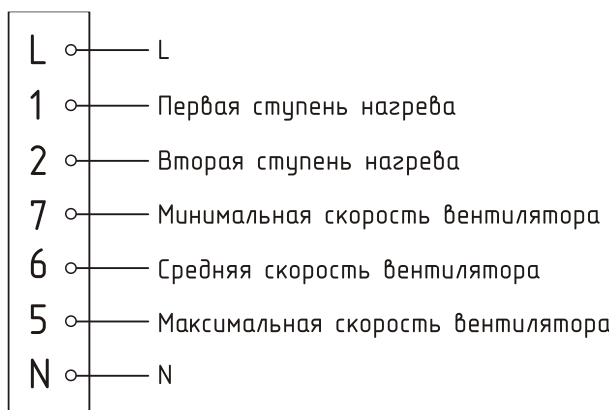 L L
1 Первая ступень нагрева
2 Вторая ступень нагрева
7 Минимальная скорость вентилятора
6 Средняя скорость вентилятора
5 Максимальная скорость вентилятора
N N